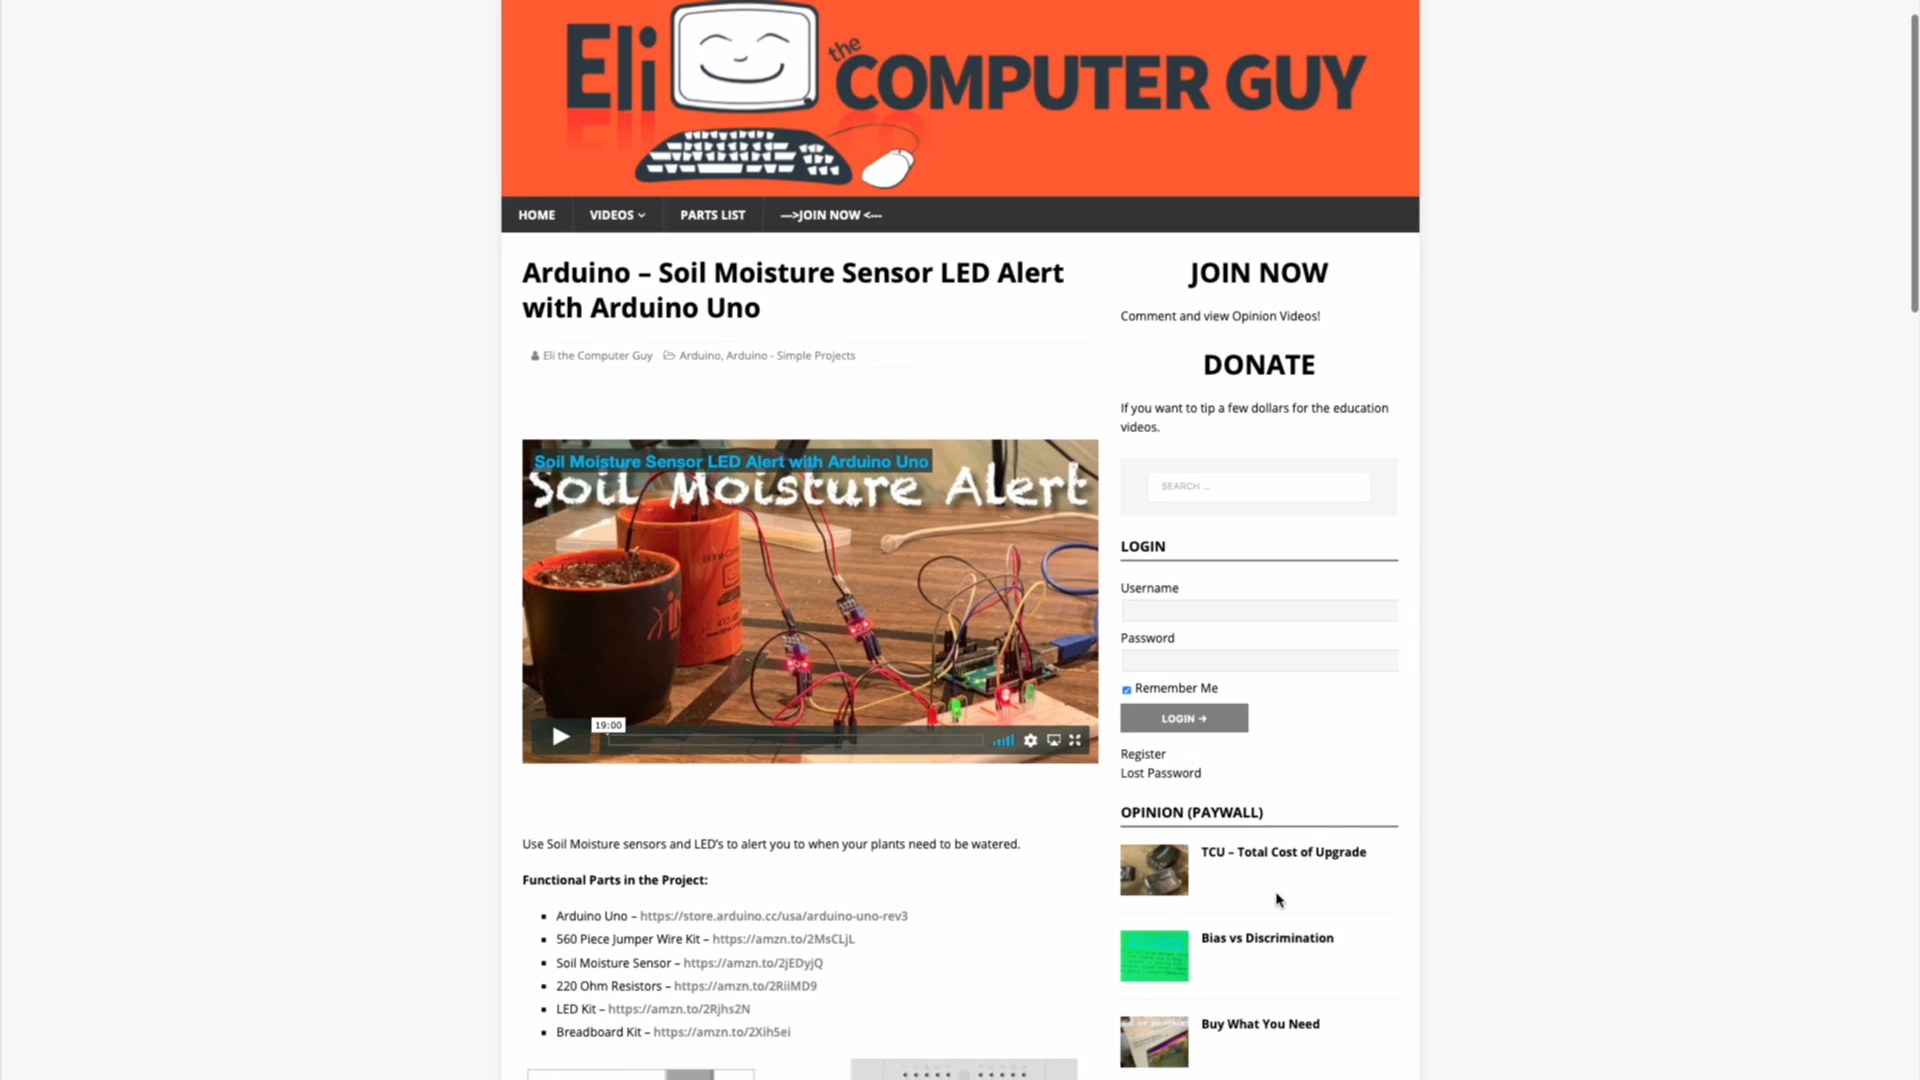 Eli the COMPUTER GUY
HOME
VIDEOS
PARTS LIST
--->JOIN NOW <---
Arduino – Soil Moisture Sensor LED Alert
with Arduino Uno
Eli the Computer Guy
Arduino, Arduino - Simple Projects
Soil Moisture Sensor LED Alert with Arduino Uno
Soil Moisture Alert
19:00
Use Soil Moisture sensors and LED's to alert you to when your plants need to be watered.
Functional Parts in the Project:
Arduino Uno – https://store.arduino.cc/usa/arduino-uno-rev3
560 Piece Jumper Wire Kit – https://amzn.to/2MsCLjL
Soil Moisture Sensor – https://amzn.to/2jEDyjQ
220 Ohm Resistors – https://amzn.to/2RiiMD9
LED Kit – https://amzn.to/2Rjhs2N
Breadboard Kit – https://amzn.to/2Xih5ei
JOIN NOW
Comment and view Opinion Videos!
DONATE
If you want to tip a few dollars for the education
videos.
SEARCH ...
LOGIN
Username
Password
Remember Me
LOGIN →
Register
Lost Password
OPINION (PAYWALL)
TCU – Total Cost of Upgrade
Bias vs Discrimination
Buy What You Need